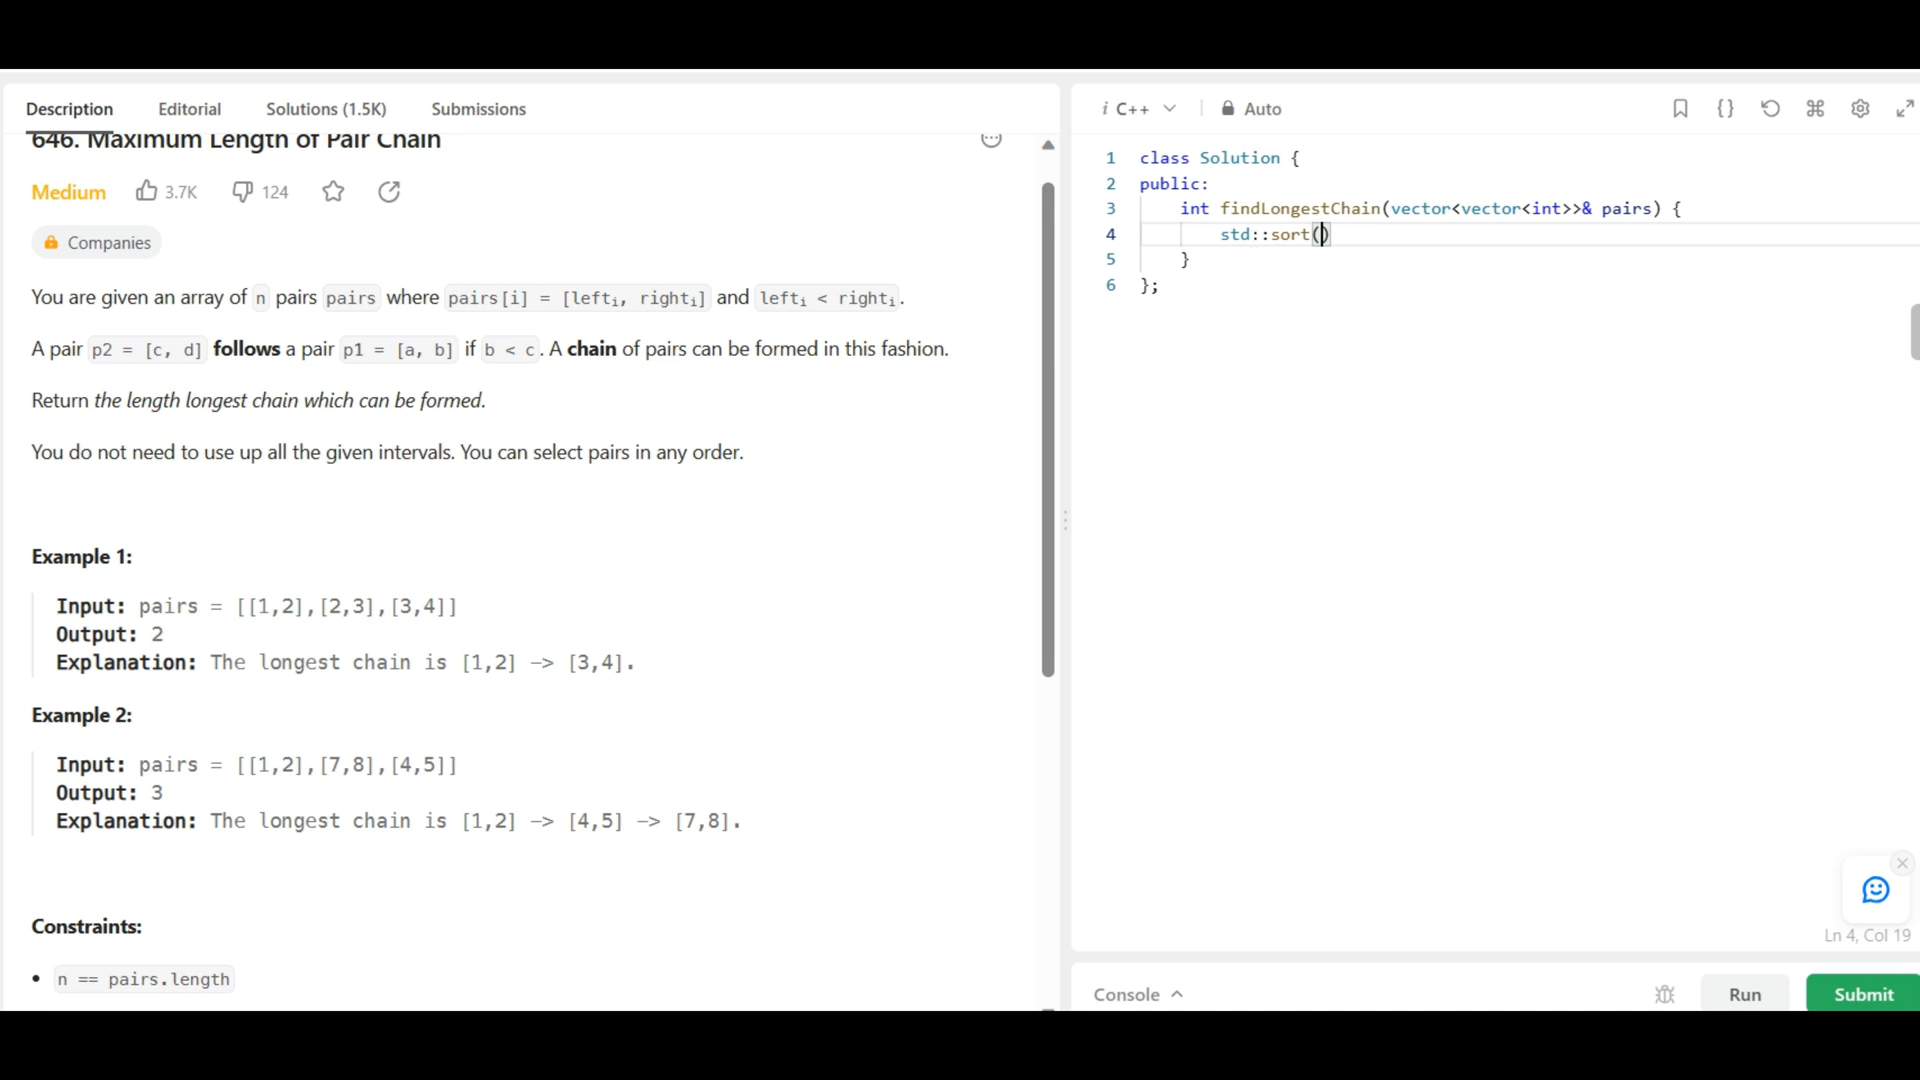 Description Editorial Solutions (1.5K) Submissions
646. Maximum Length of Pair Chain
Medium 3.7K 124
Companies
You are given an array of n pairs pairs where pairs[i] = [lefti, righti] and lefti < righti.
A pair p2 = [c, d] follows a pair p1 = [a, b] if b < c. A chain of pairs can be formed in this fashion.
Return the length longest chain which can be formed.
You do not need to use up all the given intervals. You can select pairs in any order.
Example 1:
Input: pairs = [[1,2],[2,3],[3,4]]
Output: 2
Explanation: The longest chain is [1,2] -> [3,4].
Example 2:
Input: pairs = [[1,2],[7,8],[4,5]]
Output: 3
Explanation: The longest chain is [1,2] -> [4,5] -> [7,8].
Constraints:
• n == pairs.length
i C++ Auto
1 class Solution {
2 public:
3 int findLongestChain(vector<vector<int>>& pairs) {
4 std::sort()
5 }
6 };
Ln 4, Col 19
Console Run Submit